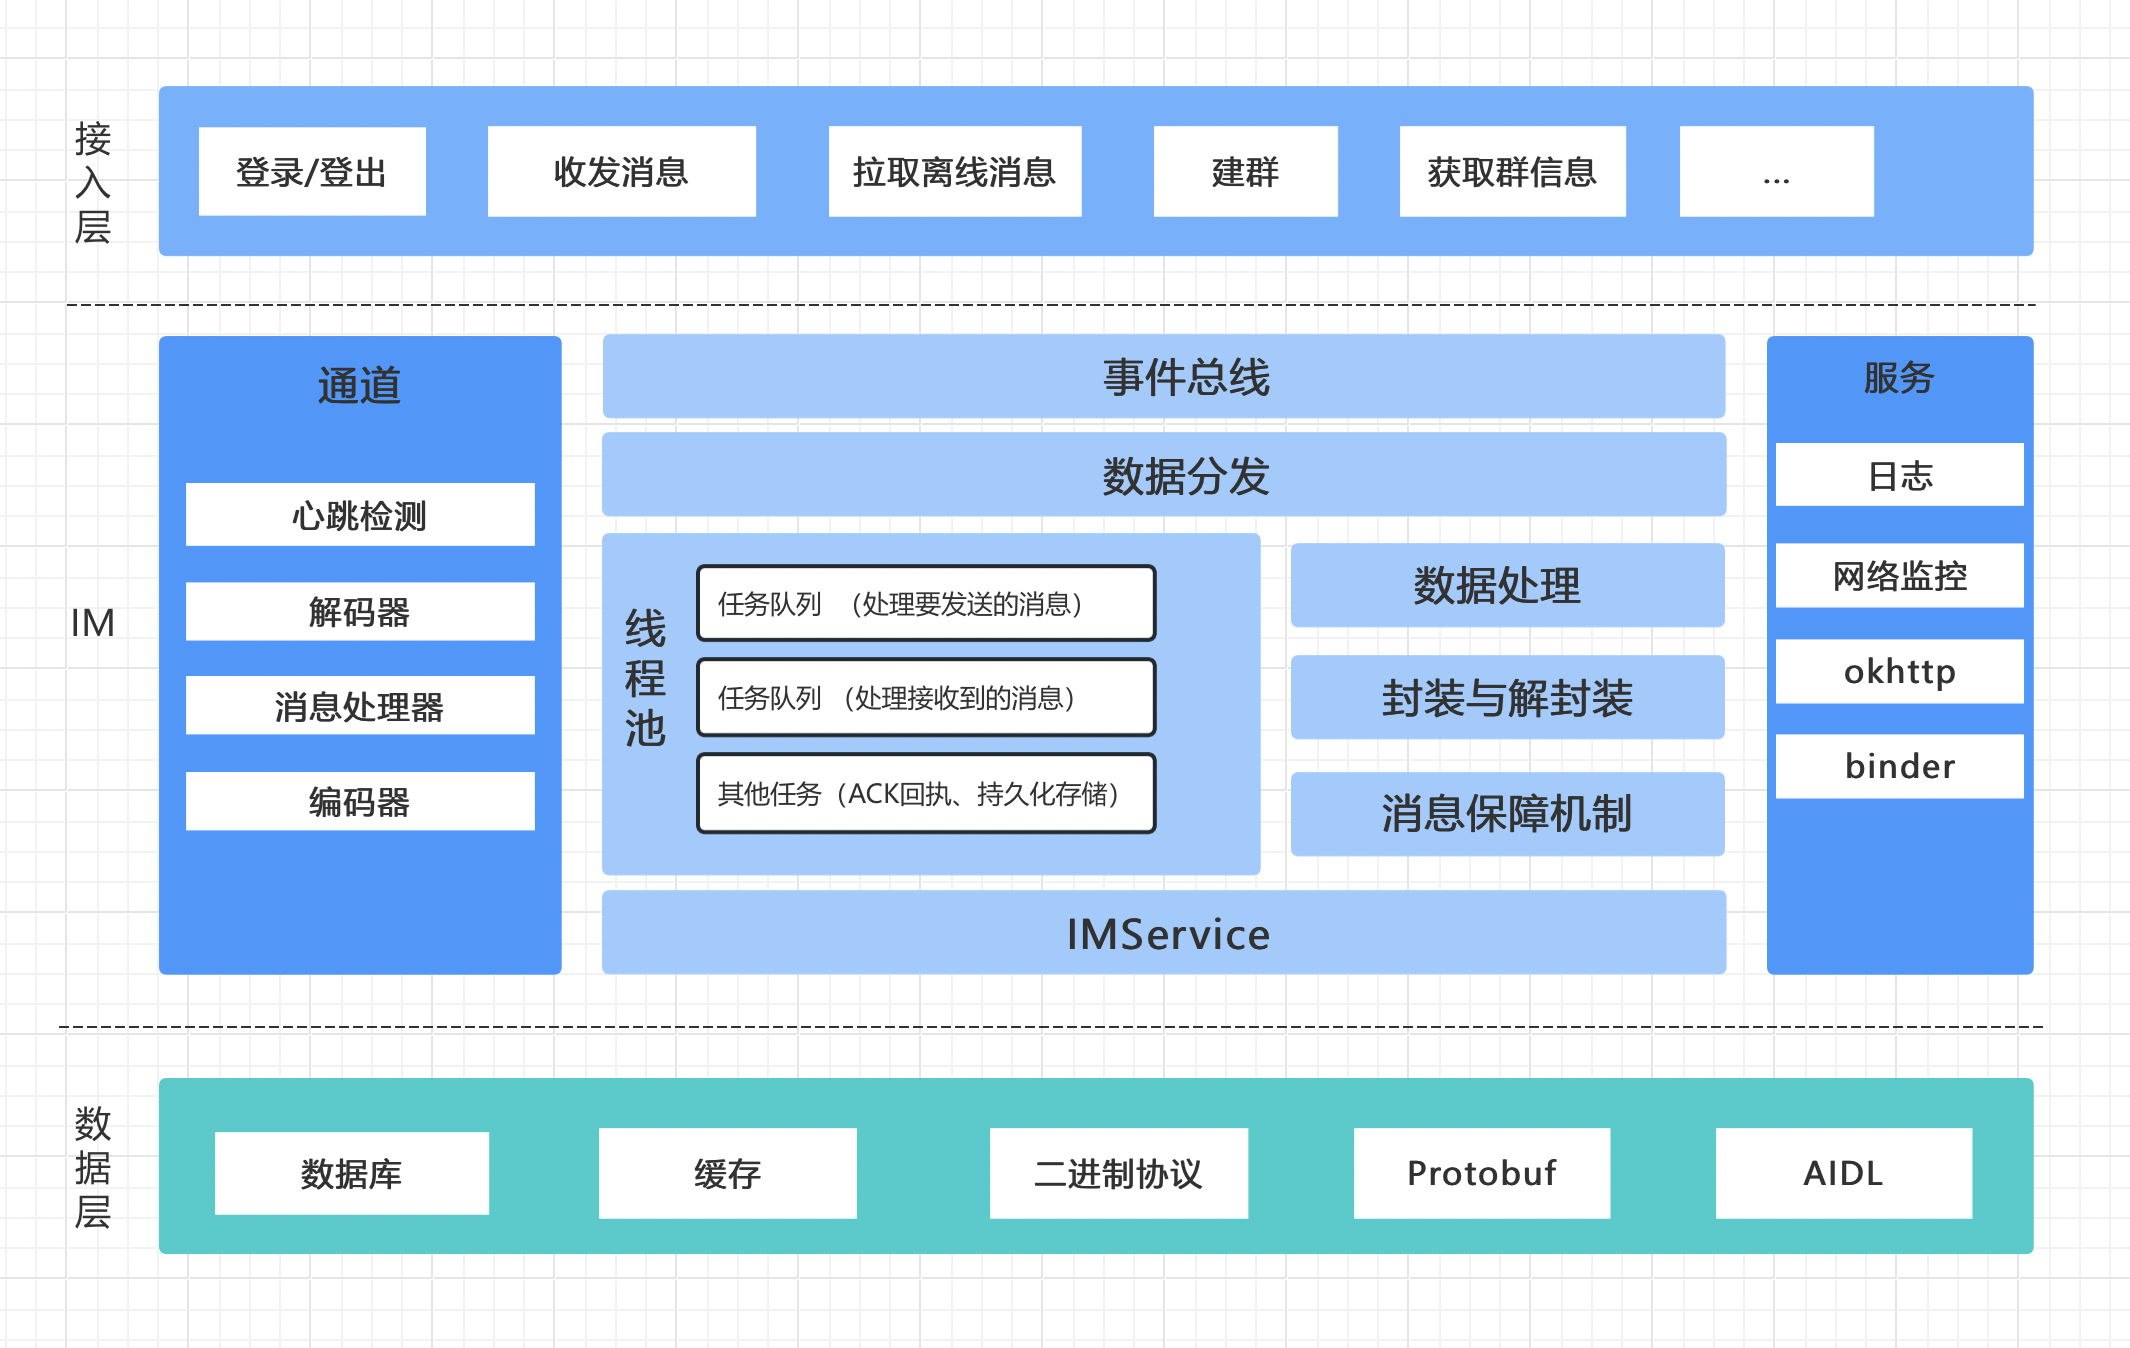 接入层
登录/登出
收发消息
拉取离线消息
建群
获取群信息
...
IM
通道
心跳检测
解码器
消息处理器
编码器
事件总线
数据分发
线程池
任务队列 （处理要发送的消息）
任务队列 （处理接收到的消息）
其他任务（ACK回执、持久化存储）
数据处理
封装与解封装
消息保障机制
IMService
服务
日志
网络监控
okhttp
binder
数据层
数据库
缓存
二进制协议
Protobuf
AIDL